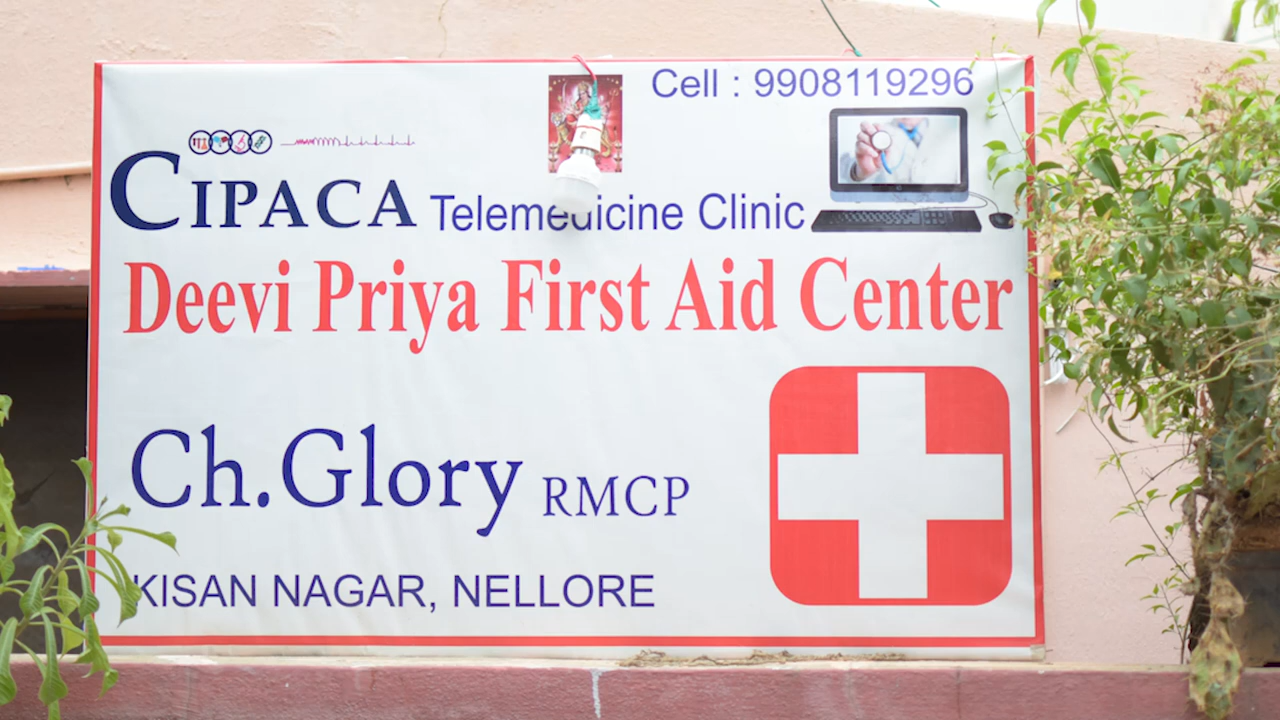 Cell : 9908119296
CIPACA Telemedicine Clinic
Deevi Priya First Aid Center
Ch.Glory RMCP
KISAN NAGAR, NELLORE